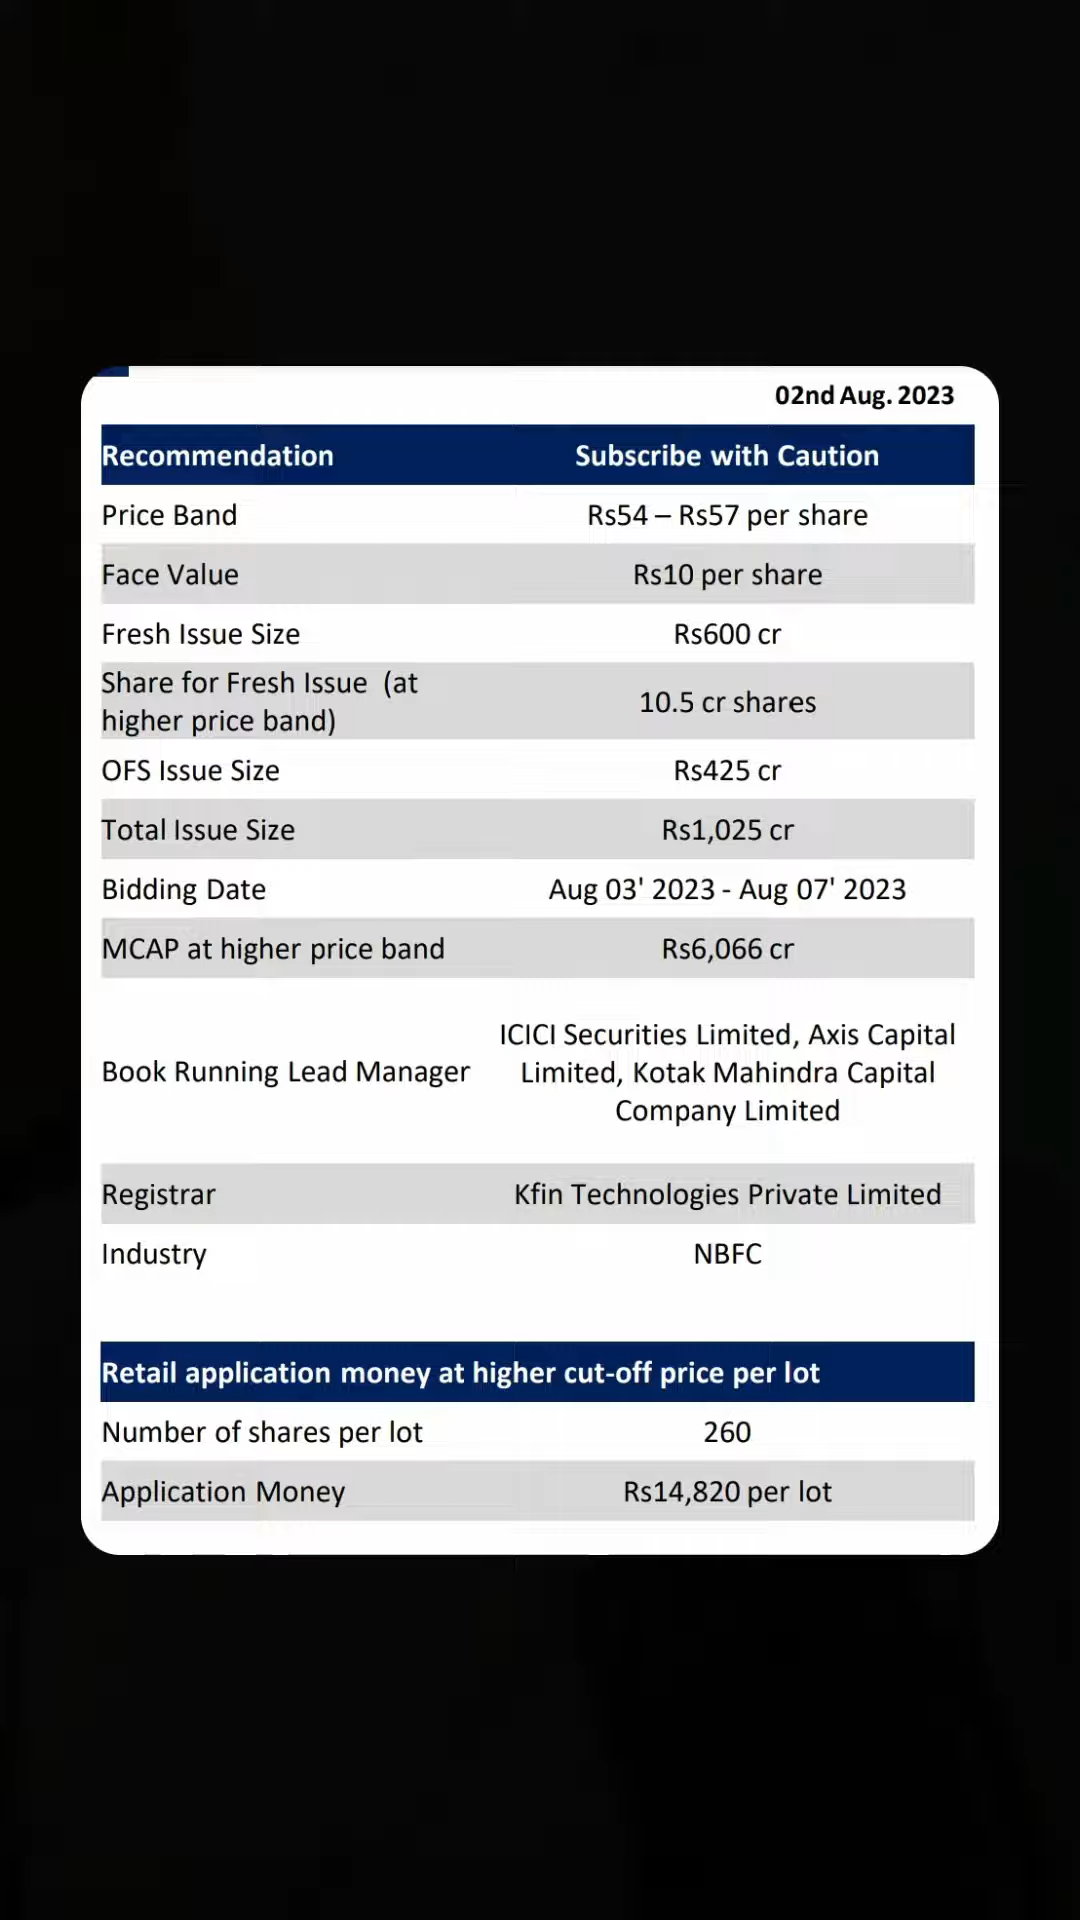 02nd Aug. 2023
Recommendation Subscribe with Caution
Price Band Rs54 – Rs57 per share
Face Value Rs10 per share
Fresh Issue Size Rs600 cr
Share for Fresh Issue (at
higher price band) 10.5 cr shares
OFS Issue Size Rs425 cr
Total Issue Size Rs1,025 cr
Bidding Date Aug 03' 2023 - Aug 07' 2023
MCAP at higher price band Rs6,066 cr
Book Running Lead Manager ICICI Securities Limited, Axis Capital
Limited, Kotak Mahindra Capital
Company Limited
Registrar Kfin Technologies Private Limited
Industry NBFC
Retail application money at higher cut-off price per lot
Number of shares per lot 260
Application Money Rs14,820 per lot